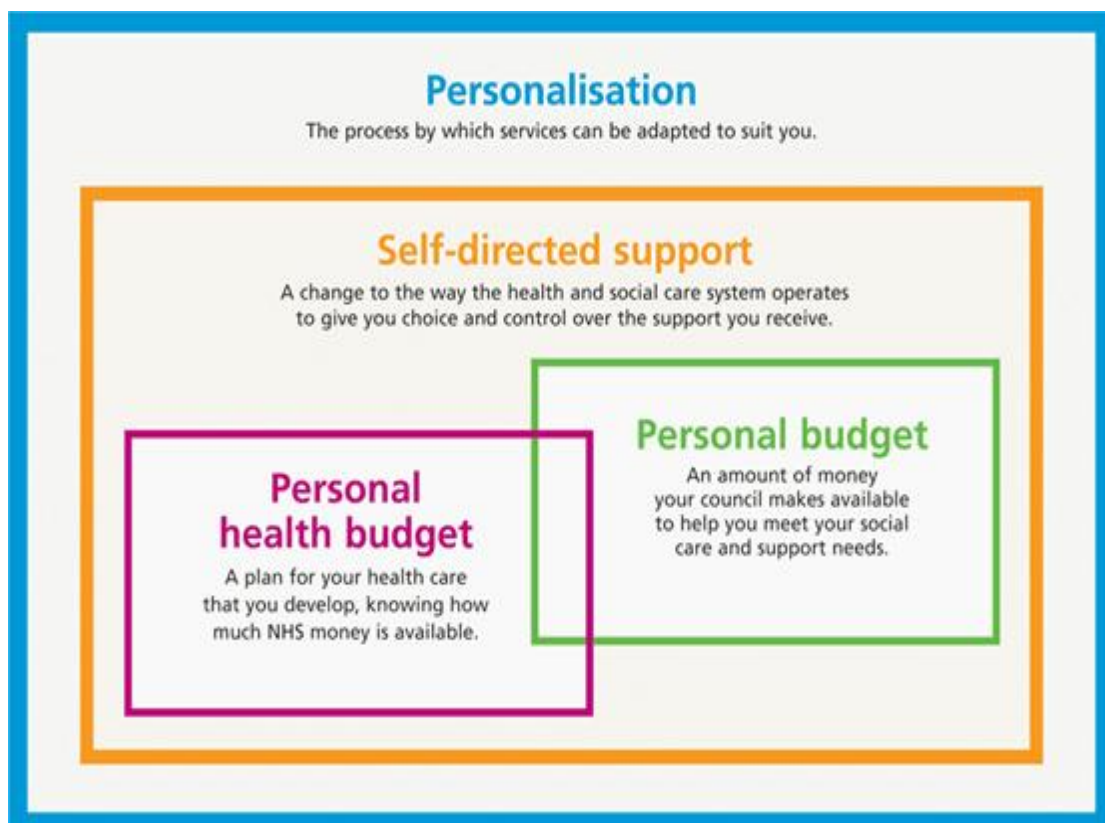 Personalisation
The process by which services can be adapted to suit you.
Self-directed support
A change to the way the health and social care system operates
to give you choice and control over the support you receive.
Personal budget
An amount of money
your council makes available
to help you meet your social
care and support needs.
Personal
health budget
A plan for your health care
that you develop, knowing how
much NHS money is available.